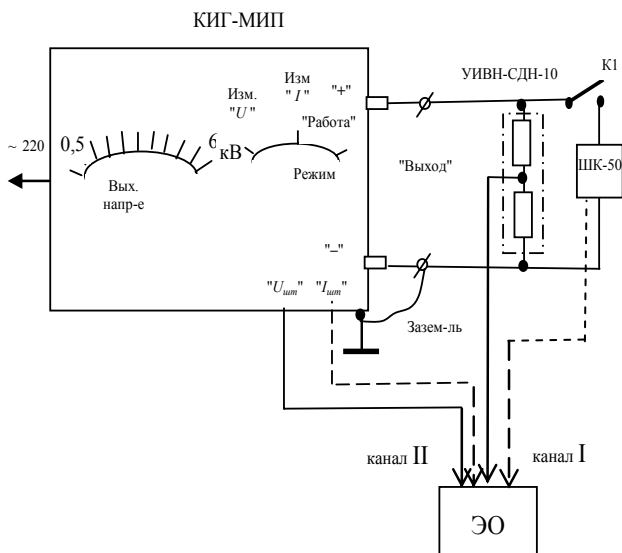 КИГ-МИП
УИВН-СДН-10
К1
Изм.
"U"
Изм
"I"
"+"
"Работа"
~ 220
0,5
6
кВ
Вых.
напр-е
Режим
"Выход"
ШК-50
"–"
"Uшт"
"Iшт"
Зазем-ль
канал II
канал I
ЭО